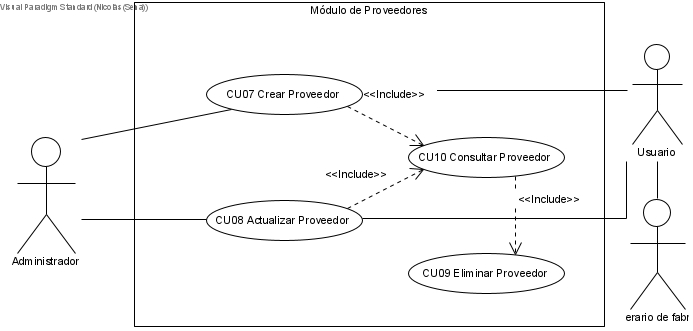 Visual Paradigm Standard (Nicolas (Sena))
Módulo de Proveedores
CU07 Crear Proveedor
<<Include>>
CU10 Consultar Proveedor
Usuario
<<Include>>
<<Include>>
CU08 Actualizar Proveedor
Administrador
CU09 Eliminar Proveedor
erario de fabr